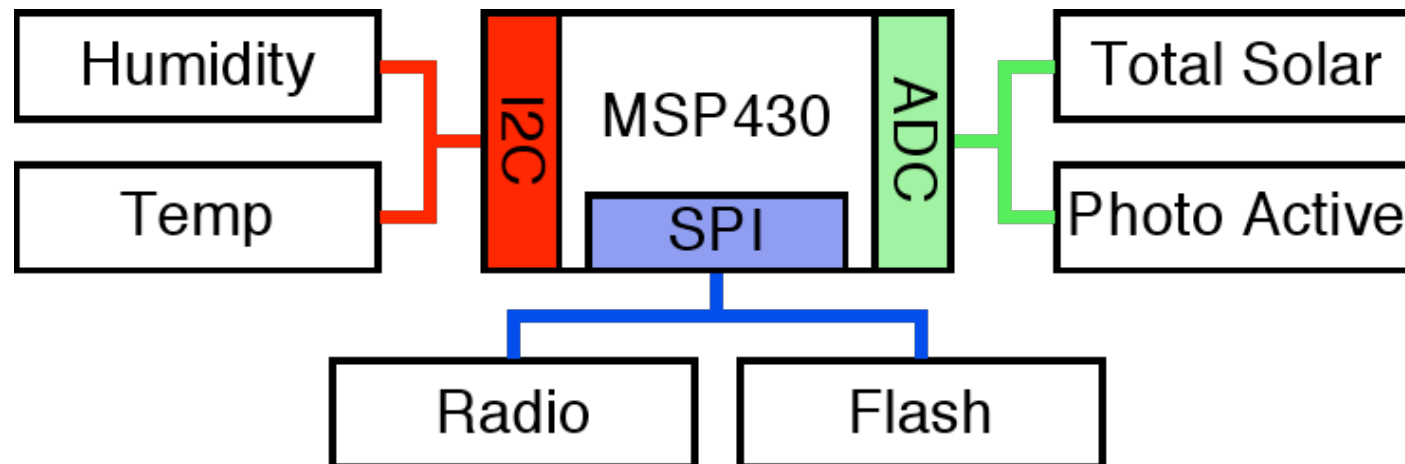 Humidity
Temp
I2C
MSP430
SPI
ADC
Total Solar
Photo Active
Radio
Flash